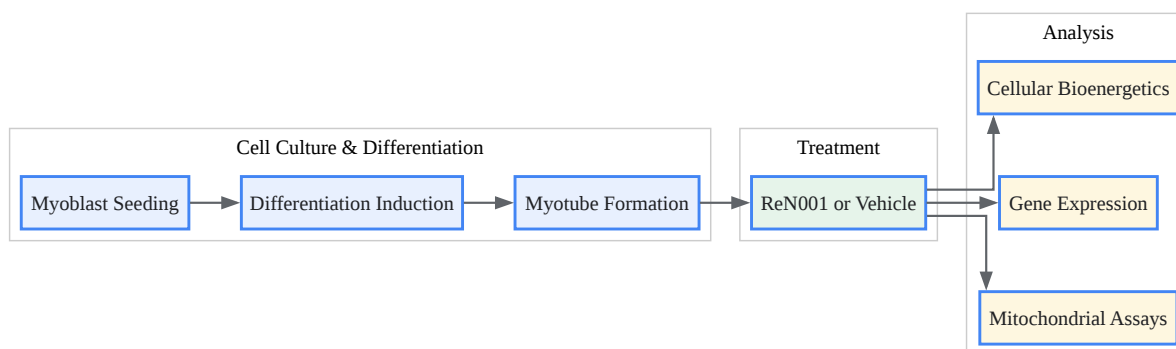 Cell Culture & Differentiation
Myoblast Seeding
Differentiation Induction
Myotube Formation
Treatment
ReN001 or Vehicle
Analysis
Cellular Bioenergetics
Gene Expression
Mitochondrial Assays